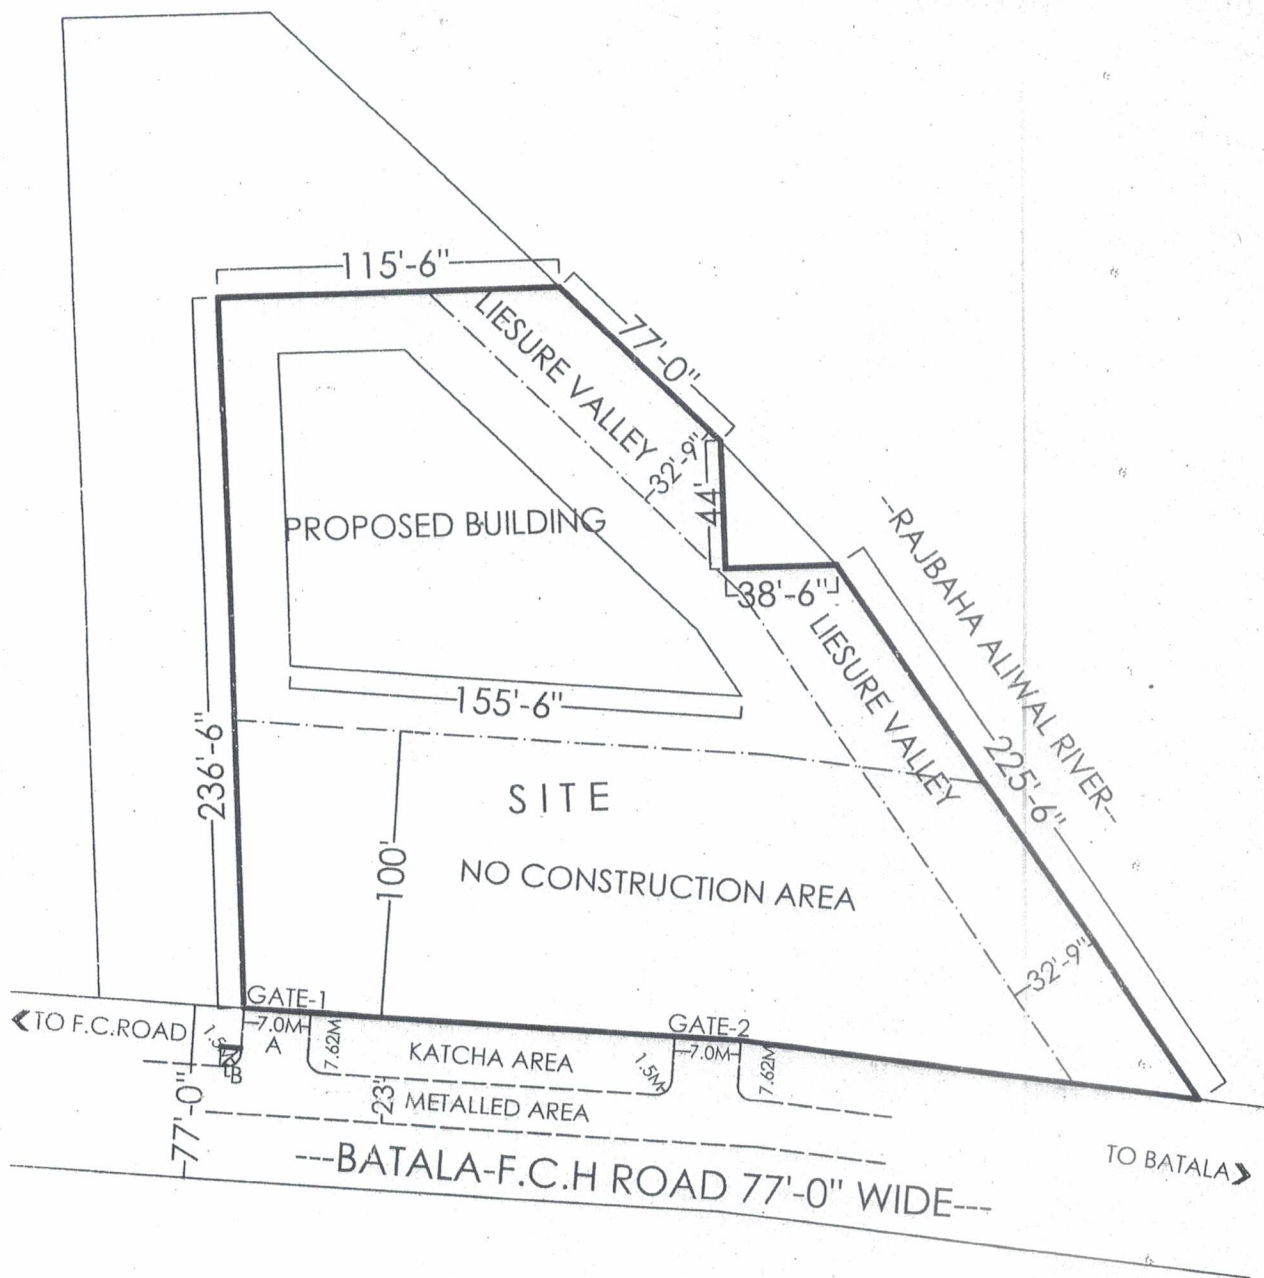 115'-6"
77'-0"
LIESURE VALLEY
32'-9"
44'
38'-6"
--RAJBAHA ALIWAL RIVER--
PROPOSED BUILDING
LIESURE VALLEY
155'-6"
236'-6"
225'-6"
SITE
100'
NO CONSTRUCTION AREA
32'-9"
GATE-1
TO F.C.ROAD
7.0M
A
7.62M
B
GATE-2
7.0M
KATCHA AREA
1.5M
7.62M
23'
METALLED AREA
77'-0"
---BATALA-F.C.H ROAD 77'-0" WIDE---
TO BATALA